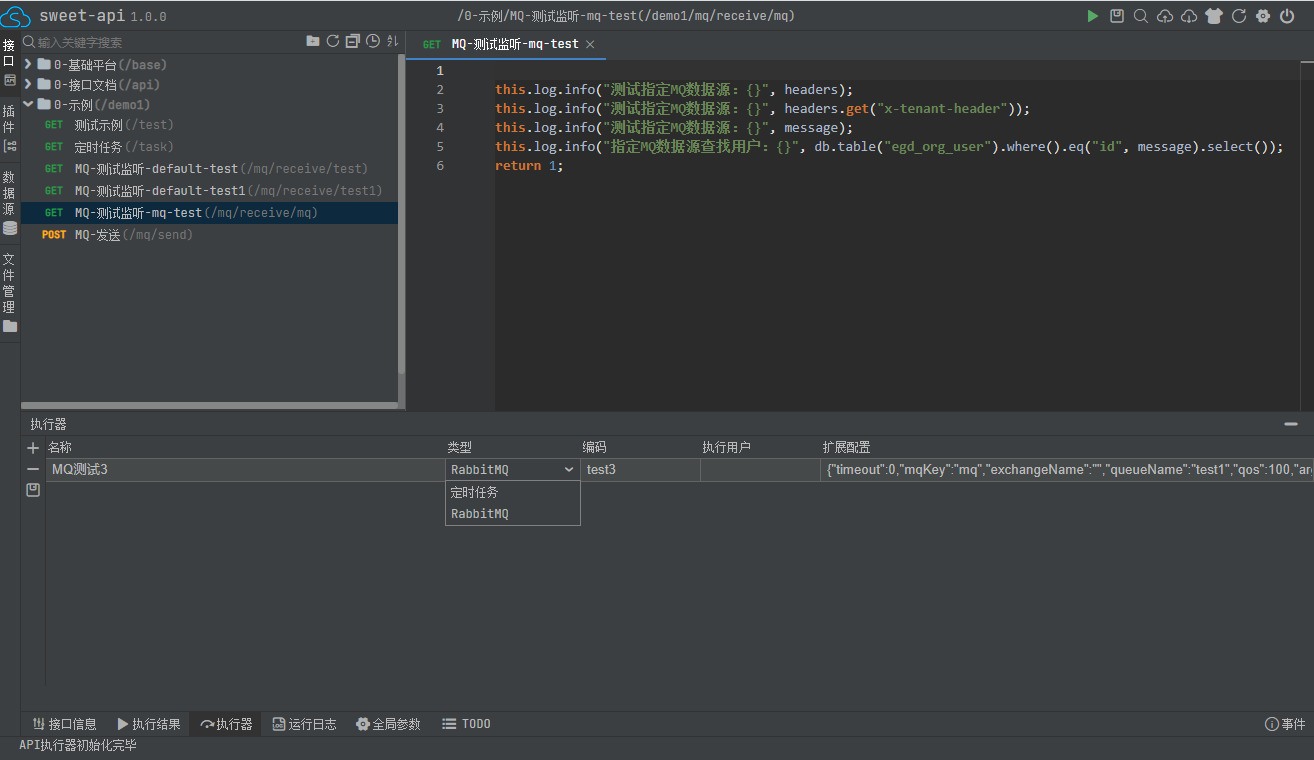 sweet-api 1.0.0
/0-示例/MQ-测试监听-mq-test(/demo1/mq/receive/mq)
接口
插件
数据源
文件管理
输入关键字搜索
0-基础平台(/base)
0-接口文档(/api)
0-示例(/demo1)
GET 测试示例(/test)
GET 定时任务(/task)
GET MQ-测试监听-default-test(/mq/receive/test)
GET MQ-测试监听-default-test1(/mq/receive/test1)
GET MQ-测试监听-mq-test(/mq/receive/mq)
POST MQ-发送(/mq/send)
GET MQ-测试监听-mq-test
1
2 this.log.info("测试指定MQ数据源：{}", headers);
3 this.log.info("测试指定MQ数据源：{}", headers.get("x-tenant-header"));
4 this.log.info("测试指定MQ数据源：{}", message);
5 this.log.info("指定MQ数据源查找用户：{}", db.table("egd_org_user").where().eq("id", message).select());
6 return 1;
执行器
名称 类型 编码 执行用户 扩展配置
MQ测试3 RabbitMQ test3 {"timeout":0,"mqKey":"mq","exchangeName":"","queueName":"test1","qos":100,"ar
定时任务
RabbitMQ
接口信息 执行结果 执行器 运行日志 全局参数 TODO 事件
API执行器初始化完毕